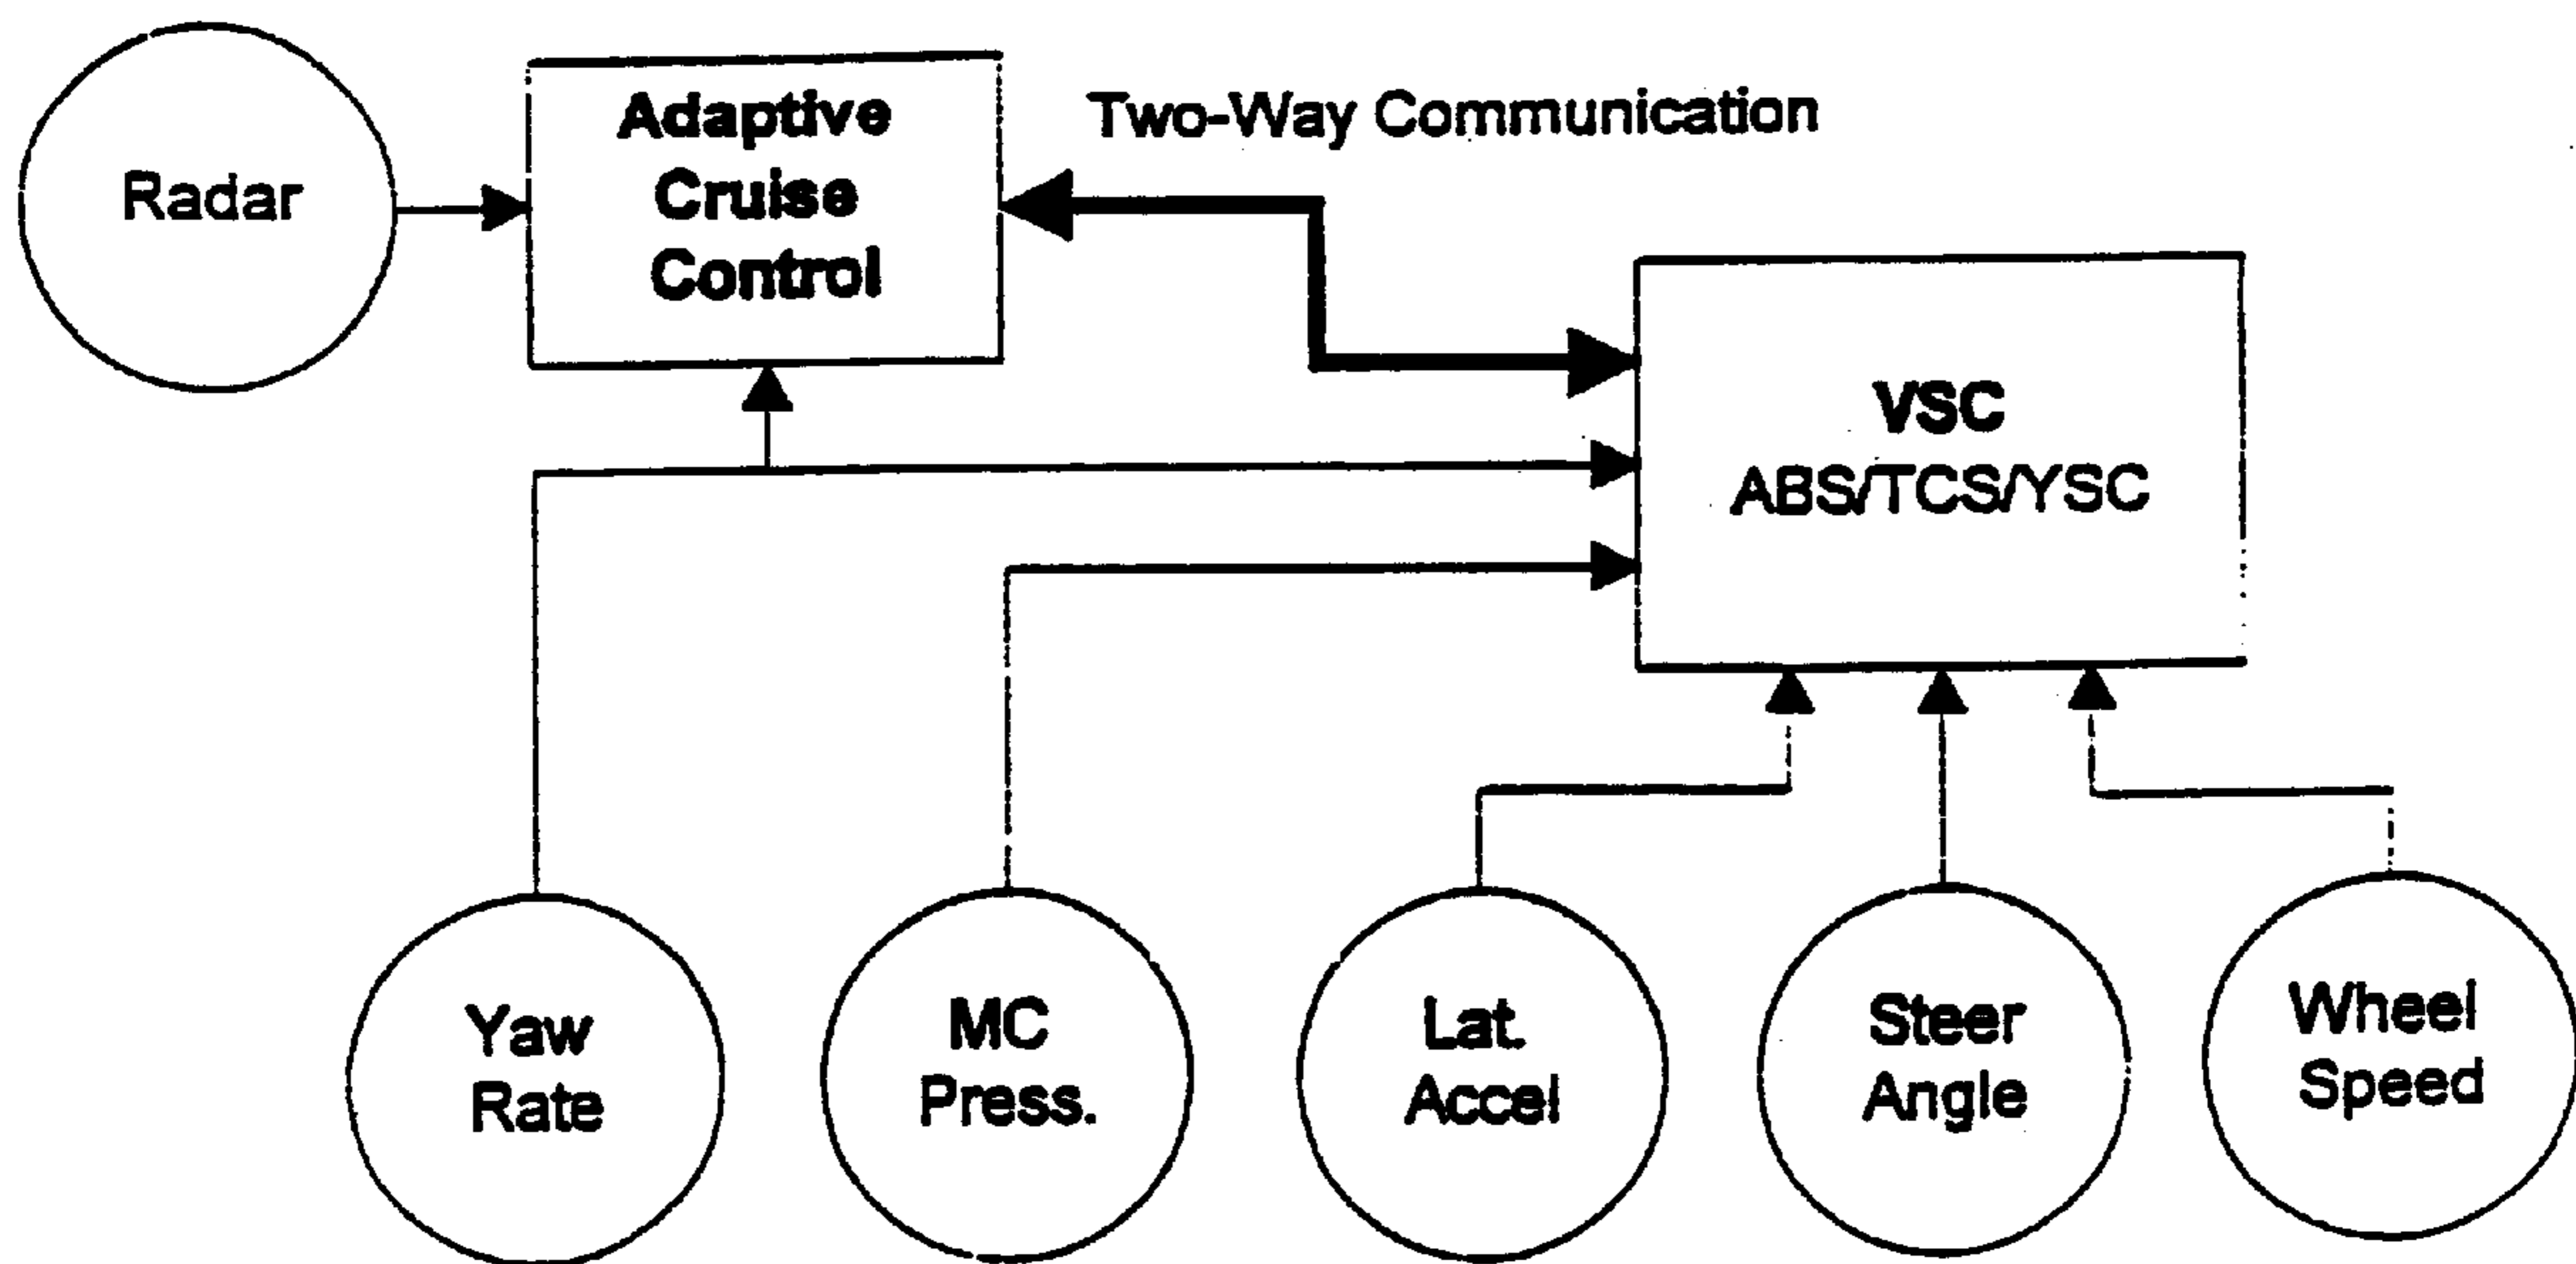 Radar
Adaptive
Cruise
Control
Two-Way Communication
VSC
ABS/TCS/YSC
Yaw
Rate
MC
Press.
Lat.
Accel
Steer
Angle
Wheel
Speed